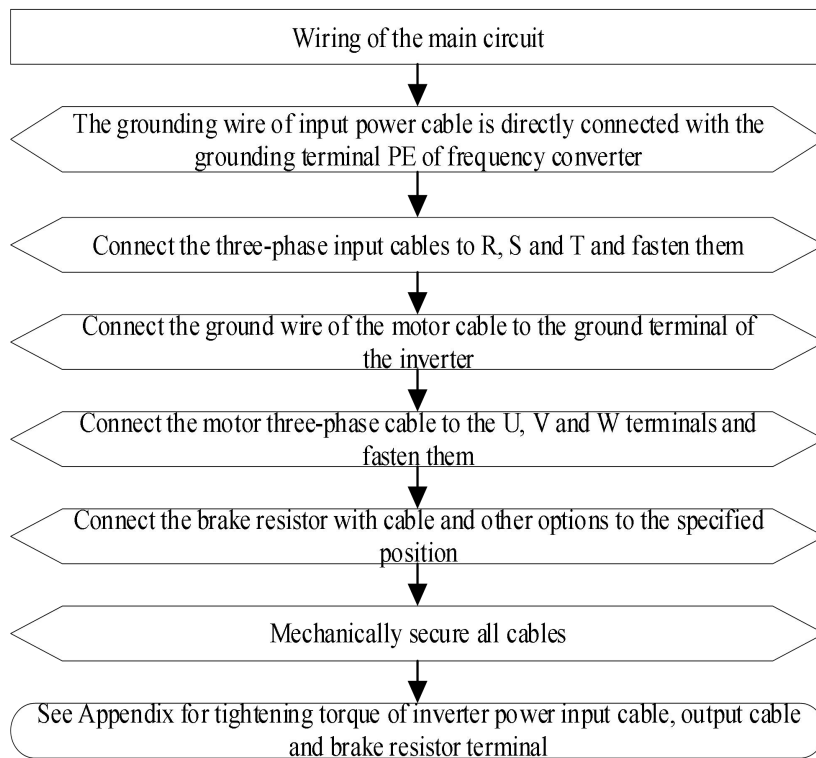 Wiring of the main circuit
The grounding wire of input power cable is directly connected with the
grounding terminal PE of frequency converter
Connect the three-phase input cables to R, S and T and fasten them
Connect the ground wire of the motor cable to the ground terminal of
the inverter
Connect the motor three-phase cable to the U, V and W terminals and
fasten them
Connect the brake resistor with cable and other options to the specified
position
Mechanically secure all cables
See Appendix for tightening torque of inverter power input cable, output cable
and brake resistor terminal